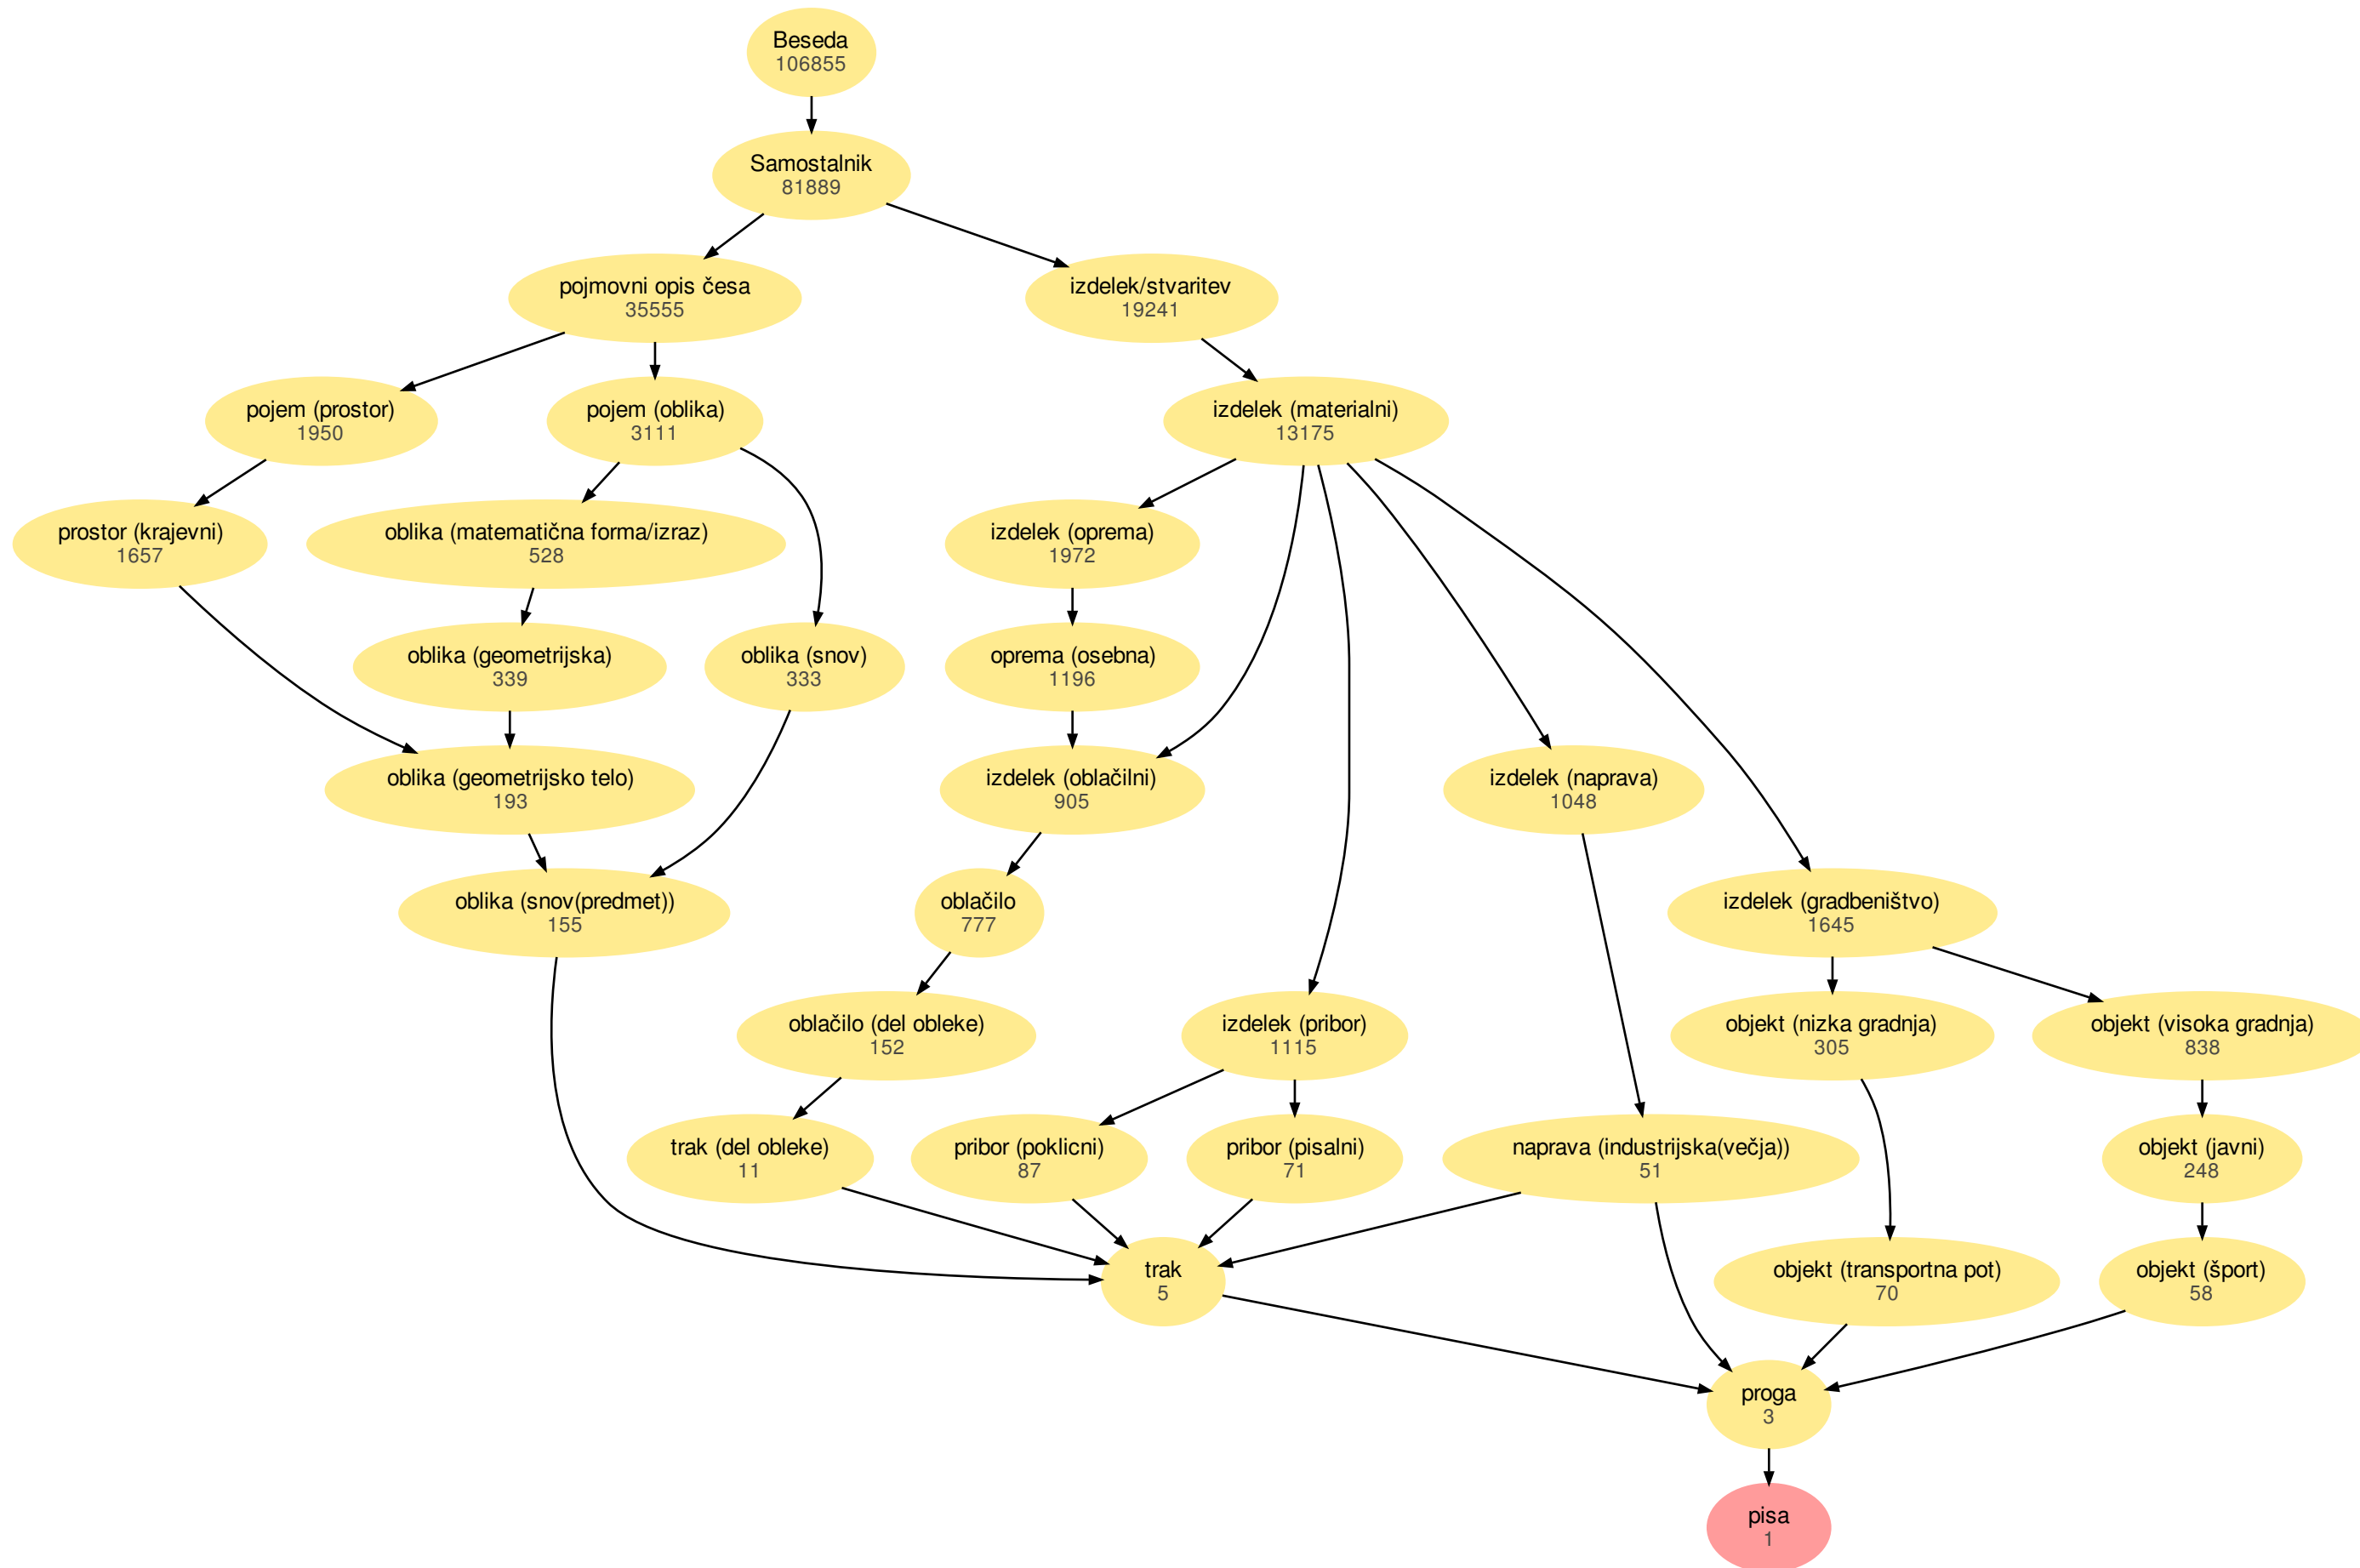 Beseda
106855
Samostalnik
81889
pojmovni opis česa
35555
izdelek/stvaritev
19241
pojem (prostor)
1950
pojem (oblika)
3111
izdelek (materialni)
13175
prostor (krajevni)
1657
oblika (matematična forma/izraz)
528
izdelek (oprema)
1972
oblika (geometrijska)
339
oblika (snov)
333
oprema (osebna)
1196
oblika (geometrijsko telo)
193
izdelek (oblačilni)
905
izdelek (naprava)
1048
oblika (snov(predmet))
155
oblačilo
777
izdelek (gradbeništvo)
1645
oblačilo (del obleke)
152
izdelek (pribor)
1115
objekt (nizka gradnja)
305
objekt (visoka gradnja)
838
trak (del obleke)
11
pribor (poklicni)
87
pribor (pisalni)
71
naprava (industrijska(večja))
51
objekt (javni)
248
trak
5
objekt (transportna pot)
70
objekt (šport)
58
proga
3
pisa
1